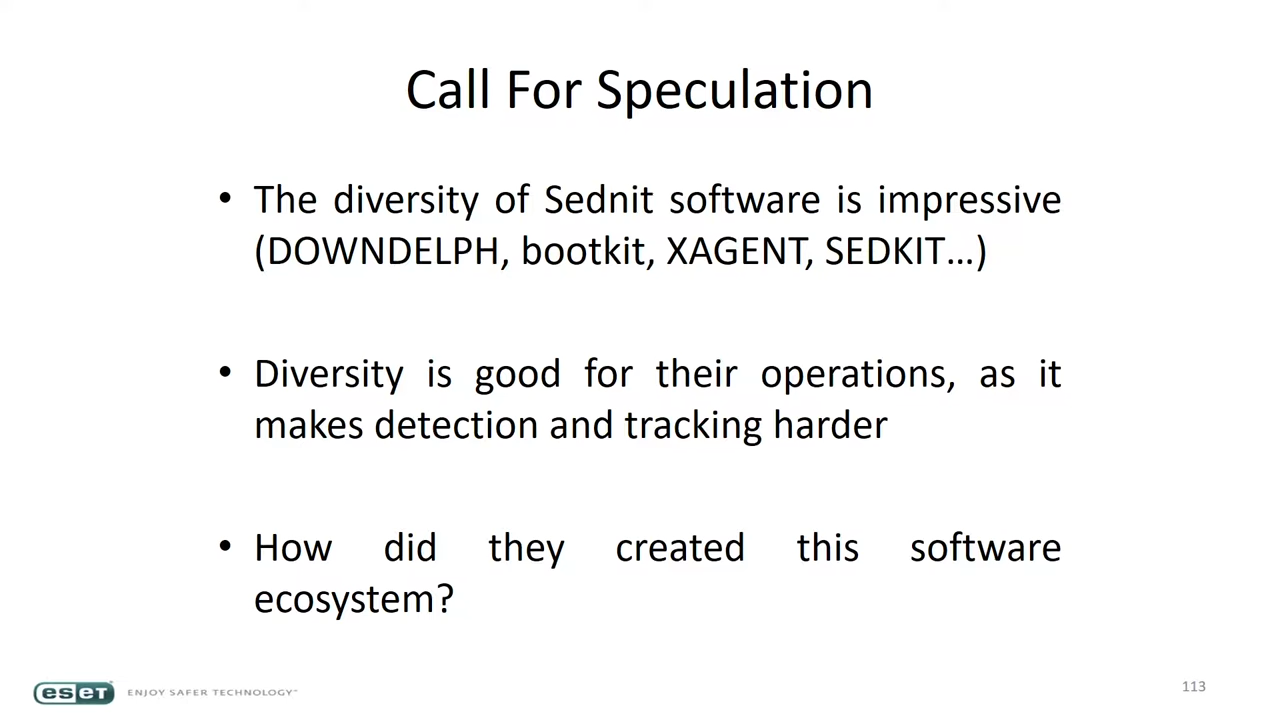 Call For Speculation
• The diversity of Sednit software is impressive
(DOWNDELPH, bootkit, XAGENT, SEDKIT…)
• Diversity is good for their operations, as it
makes detection and tracking harder
• How did they created this software
ecosystem?
eseT ENJOY SAFER TECHNOLOGY™
113